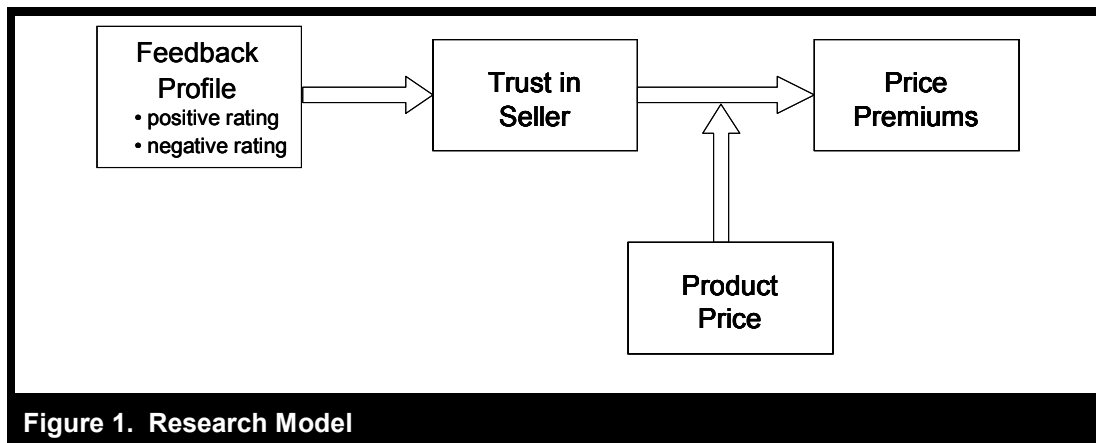 Feedback
Profile
• positive rating
• negative rating
Trust in
Seller
Price
Premiums
Product
Price
Figure 1. Research Model